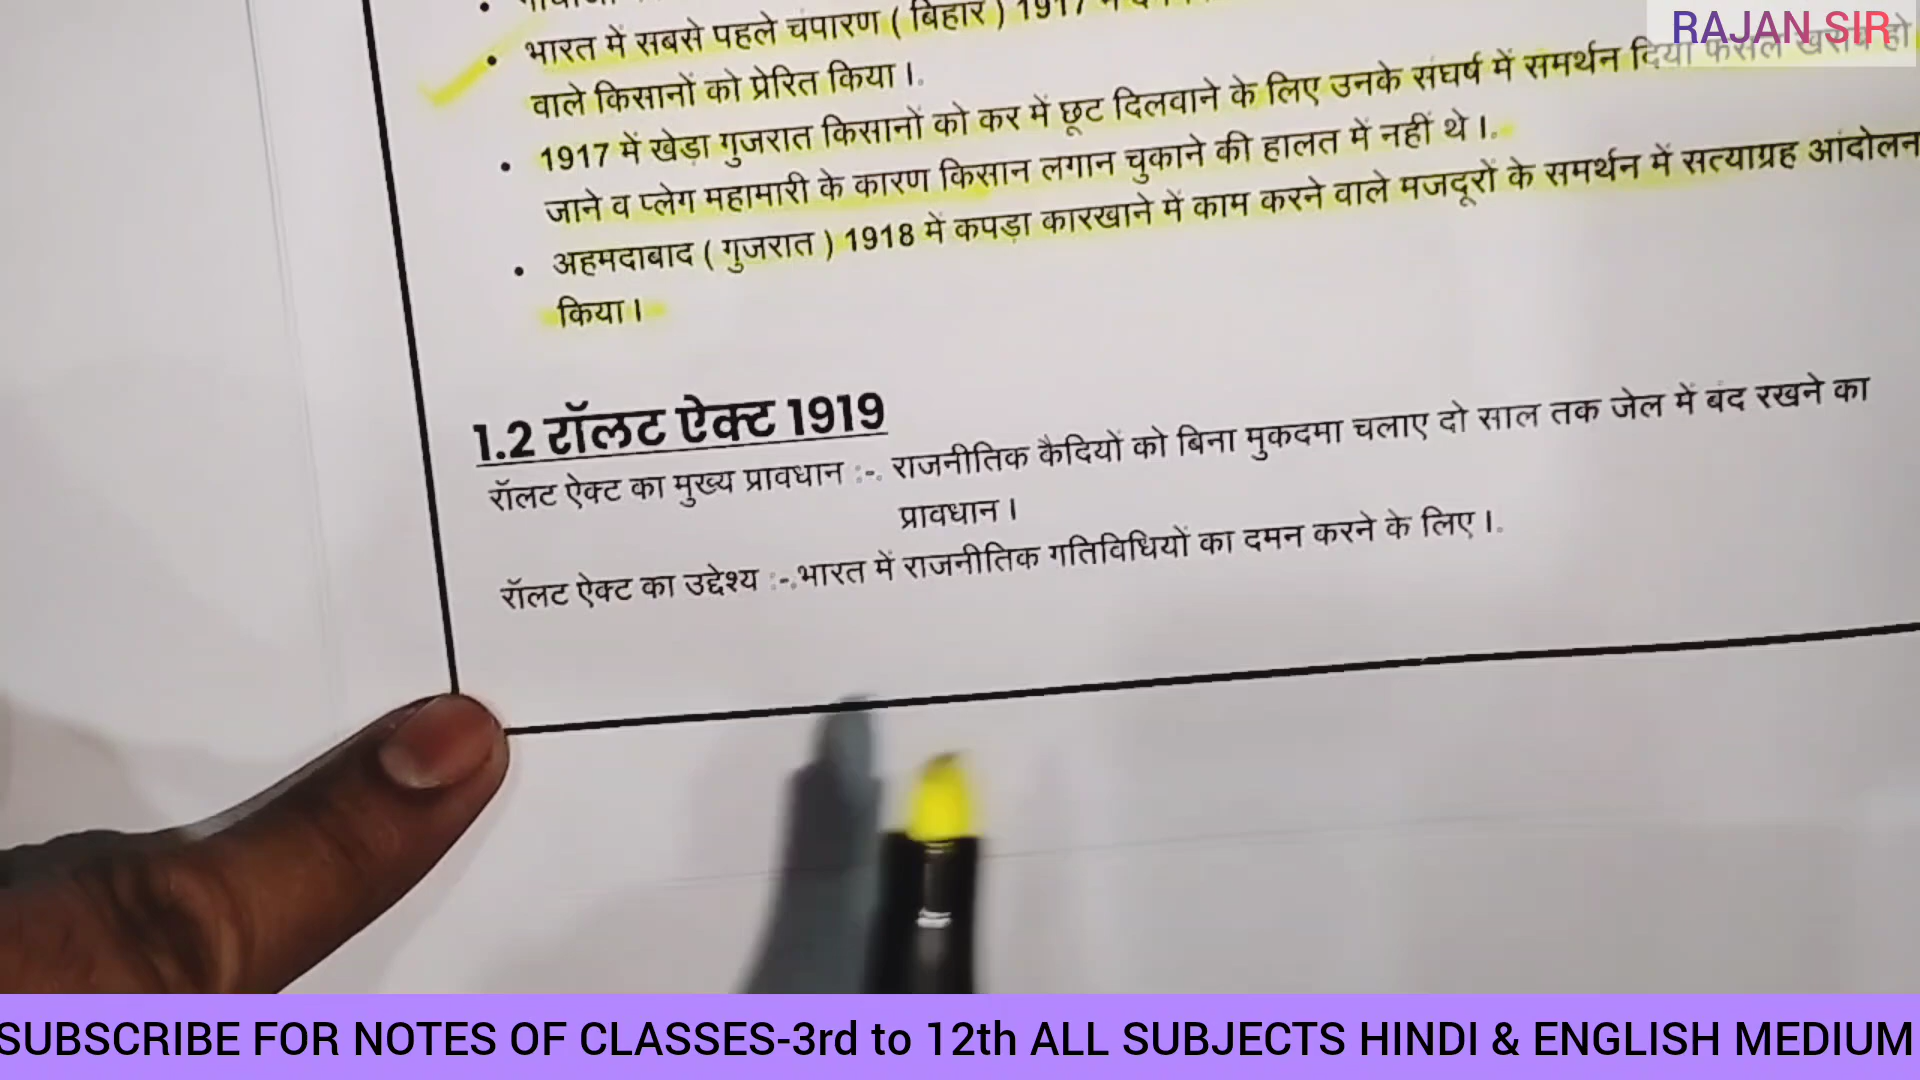 भारत में सबसे पहले चंपारण ( बिहार ) 1917 में
वाले किसानों को प्रेरित किया ।
1917 में खेड़ा गुजरात किसानों को कर में छूट दिलवाने के लिए उनके संघर्ष में समर्थन दिया फसल खराब हो
जाने व प्लेग महामारी के कारण किसान लगान चुकाने की हालत में नहीं थे ।
अहमदाबाद ( गुजरात ) 1918 में कपड़ा कारखाने में काम करने वाले मजदूरों के समर्थन में सत्याग्रह आंदोलन
किया ।
1.2 रॉलट ऐक्ट 1919
रॉलट ऐक्ट का मुख्य प्रावधान :-. राजनीतिक कैदियों को बिना मुकदमा चलाए दो साल तक जेल में बंद रखने का
प्रावधान ।
रॉलट ऐक्ट का उद्देश्य :-.भारत में राजनीतिक गतिविधियों का दमन करने के लिए ।
RAJAN SIR
SUBSCRIBE FOR NOTES OF CLASSES-3rd to 12th ALL SUBJECTS HINDI & ENGLISH MEDIUM